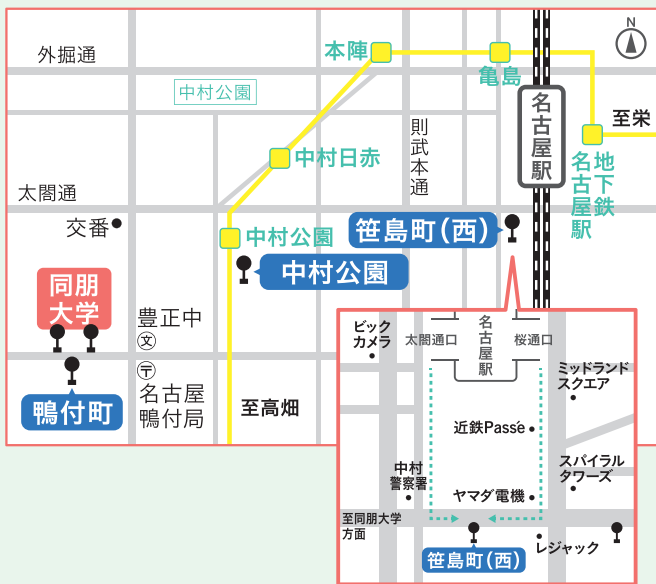 N
本陣
外掘通
亀島
中村公園
名古屋駅
至栄
則武本通
中村日赤
地下鉄
名古屋駅
太閤通
交番
中村公園
笹島町(西)
中村公園
同朋
大学
豊正中
文
〒
名古屋
鴨付局
鴨付町
至高畑
ビック
カメラ
太閤通口
名古屋駅
桜通口
ミッドランド
スクエア
近鉄Passe
中村
警察署
スパイラル
タワーズ
ヤマダ電機
至同朋大学
方面
笹島町(西)
レジャック